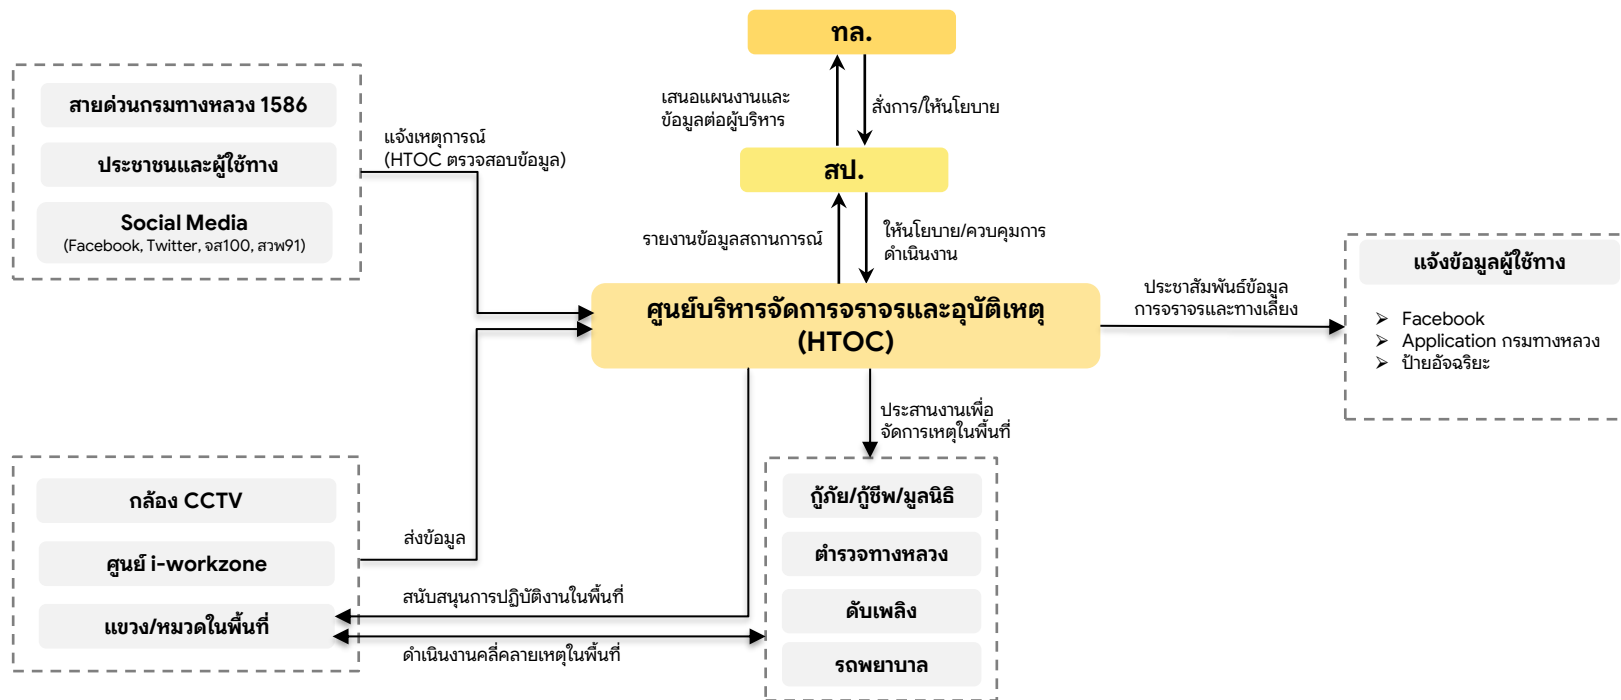 ทล.
เสนอแผนงานและ
ข้อมูลต่อผู้บริหาร
สั่งการ/ให้นโยบาย
สป.
รายงานข้อมูลสถานการณ์
ให้นโยบาย/ควบคุมการ
ดำเนินงาน
สายด่วนกรมทางหลวง 1586
ประชาชนและผู้ใช้ทาง
Social Media
(Facebook, Twitter, จส100, สวพ91)
แจ้งเหตุการณ์
(HTOC ตรวจสอบข้อมูล)
ศูนย์บริหารจัดการจราจรและอุบัติเหตุ
(HTOC)
ประชาสัมพันธ์ข้อมูล
การจราจรและทางเลี่ยง
แจ้งข้อมูลผู้ใช้ทาง
➢ Facebook
➢ Application กรมทางหลวง
➢ ป้ายอัจฉริยะ
ประสานงานเพื่อ
จัดการเหตุในพื้นที่
กล้อง CCTV
ศูนย์ i-workzone
แขวง/หมวดในพื้นที่
ส่งข้อมูล
สนับสนุนการปฏิบัติงานในพื้นที่
ดำเนินงานคลี่คลายเหตุในพื้นที่
กู้ภัย/กู้ชีพ/มูลนิธิ
ตำรวจทางหลวง
ดับเพลิง
รถพยาบาล